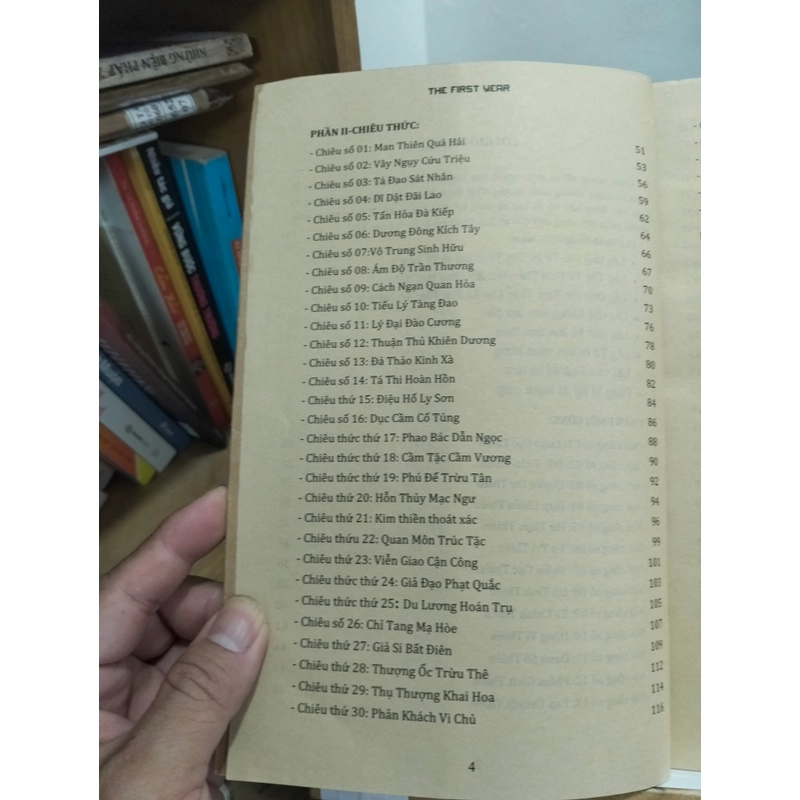 NHỮNG BIỆN PHÁP
THE FIRST YEAR
PHẦN II-CHIÊU THỨC:
- Chiêu số 01: Man Thiên Quá Hải 51
- Chiêu số 02: Vây Ngụy Cứu Triệu 53
- Chiêu số 03: Tá Đạo Sát Nhân 56
- Chiêu số 04: Dĩ Dật Đãi Lao 59
- Chiêu số 05: Tấn Hỏa Đà Kiếp 62
- Chiêu số 06: Dương Đông Kích Tây 64
- Chiêu số 07:Vô Trung Sinh Hữu 66
- Chiêu số 08: Ám Độ Trần Thương 67
- Chiêu số 09: Cách Ngạn Quan Hỏa 70
- Chiêu số 10: Tiếu Lý Tàng Đao 73
- Chiêu số 11: Lý Đại Đào Cương 76
- Chiêu số 12: Thuận Thủ Khiên Dương 78
- Chiêu số 13: Đả Thảo Kinh Xà 80
- Chiêu số 14: Tá Thi Hoàn Hồn 82
- Chiêu thứ 15: Điệu Hổ Ly Sơn 84
- Chiêu số 16: Dục Cầm Cố Túng 86
- Chiêu thức thứ 17: Phao Bác Dẫn Ngọc 88
- Chiêu thức thứ 18: Cầm Tặc Cầm Vương 90
- Chiêu thức thứ 19: Phú Để Trừu Tân 92
- Chiêu thứ 20: Hỗn Thủy Mạc Ngư 94
- Chiêu thứ 21: Kim thiền thoát xác 96
- Chiêu thứu 22: Quan Môn Trúc Tặc 99
- Chiêu thứ 23: Viễn Giao Cận Công 101
- Chiêu thức thứ 24: Giả Đạo Phạt Quắc 103
- Chiêu thức thứ 25: Du Lương Hoán Trụ 105
- Chiêu số 26: Chỉ Tang Mạ Hòe 107
- Chiêu thứ 27: Giả Si Bất Điên 109
- Chiêu thứ 28: Thượng Ốc Trừu Thê 112
- Chiêu thứ 29: Thụ Thượng Khai Hoa 114
- Chiêu thứ 30: Phản Khách Vi Chủ 116
4